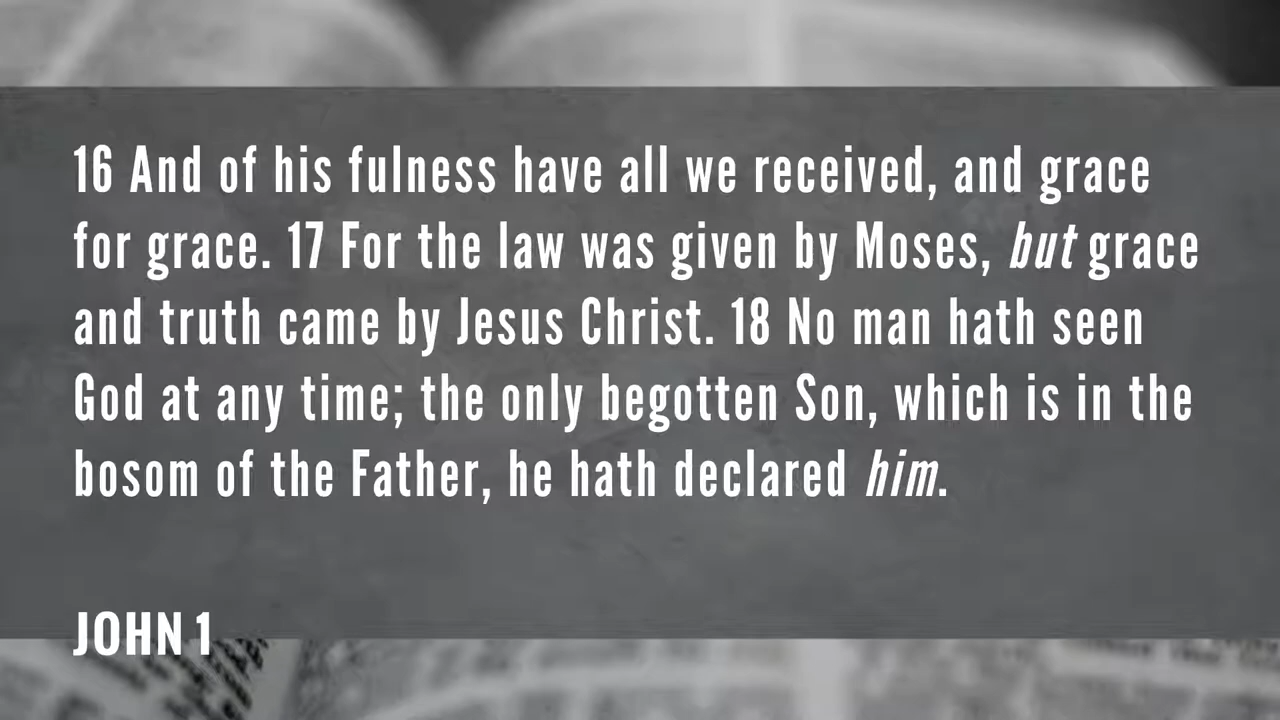 16 And of his fulness have all we received, and grace
for grace. 17 For the law was given by Moses, but grace
and truth came by Jesus Christ. 18 No man hath seen
God at any time; the only begotten Son, which is in the
bosom of the Father, he hath declared him.
JOHN 1